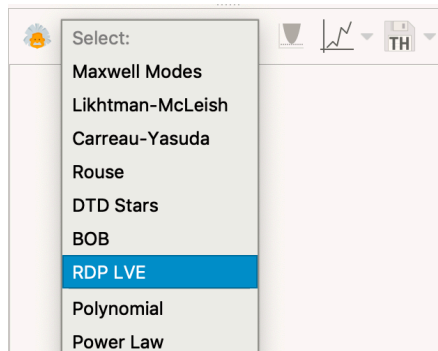 Select:
Maxwell Modes
Likhtman-McLeish
Carreau-Yasuda
Rouse
DTD Stars
BOB
RDP LVE
Polynomial
Power Law
TH